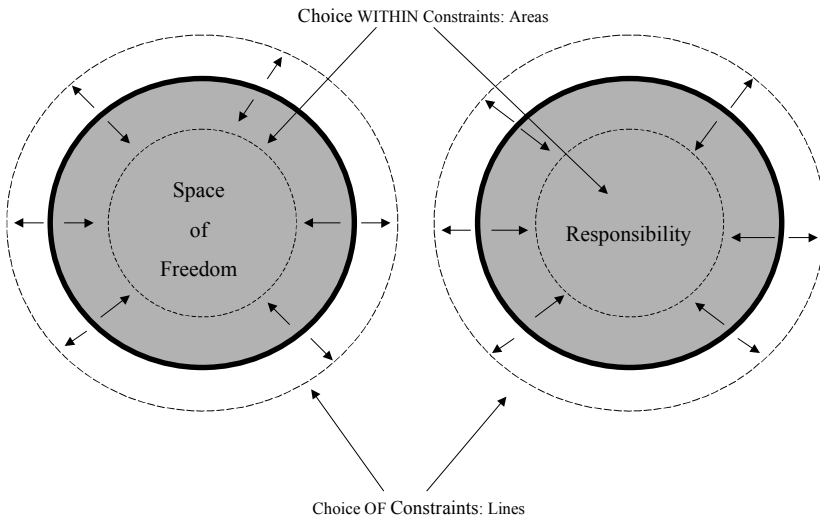 Choice WITHIN Constraints: Areas
Space
of
Freedom
Responsibility
Choice OF Constraints: Lines